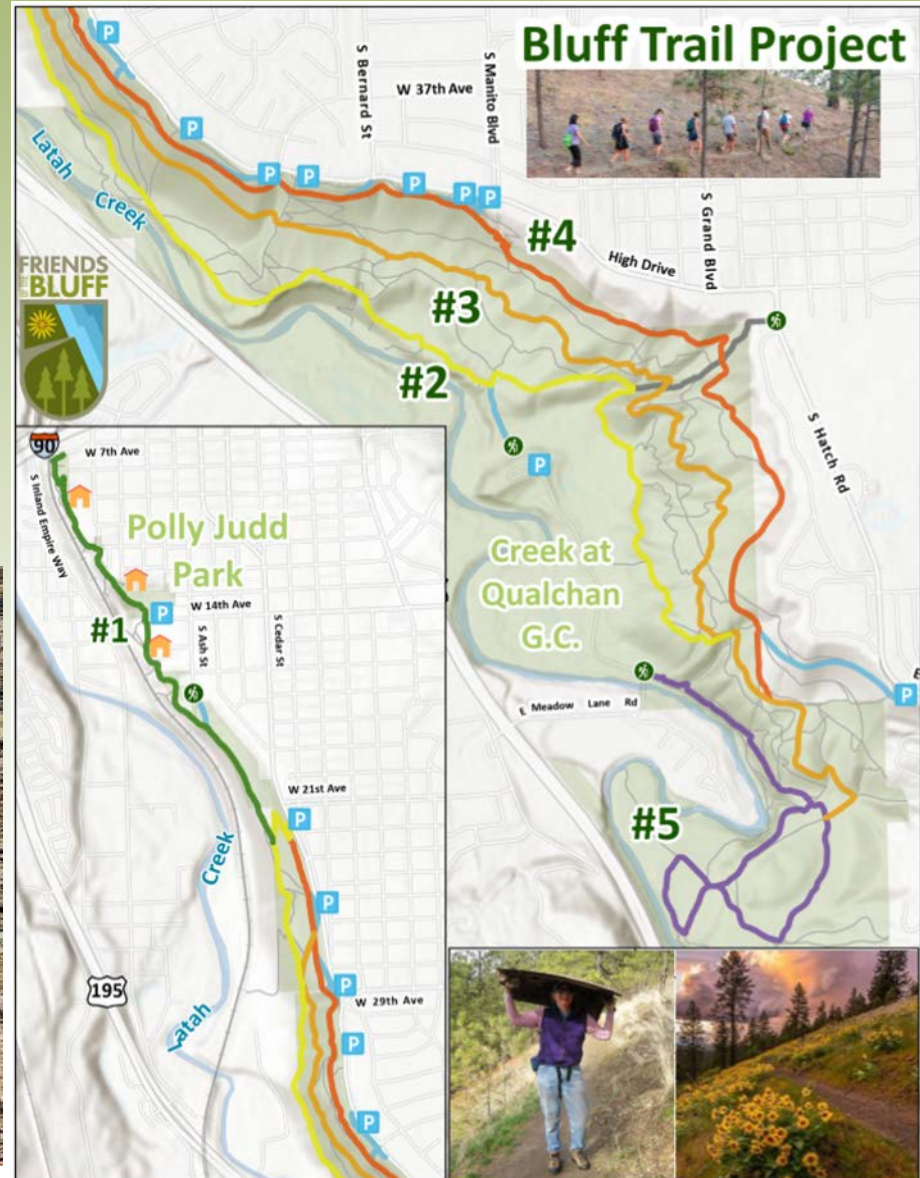 Bluff Trail Project
P
S Bernard St
S Manito Blvd
W 37th Ave
P
P
P
P
P
P
Latah
Creek
#4
S Grand Blvd
High Drive
FRIENDS
OF THE
BLUFF
#3
#2
S Hatch Rd
P
90
W 7th Ave
S Inland Empire Way
Polly Judd
Park
P
W 14th Ave
#1
S Ash St
S Cedar St
Creek at
Qualchan
G.C.
E Meadow Lane Rd
P
E
W 21st Ave
P
#5
Creek
P
195
P
W 29th Ave
Latah
P
P